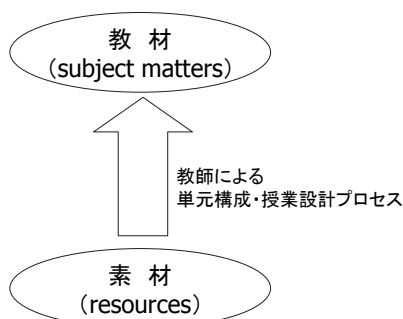 教 材
（subject matters）
教師による
単元構成・授業設計プロセス
素 材
（resources）